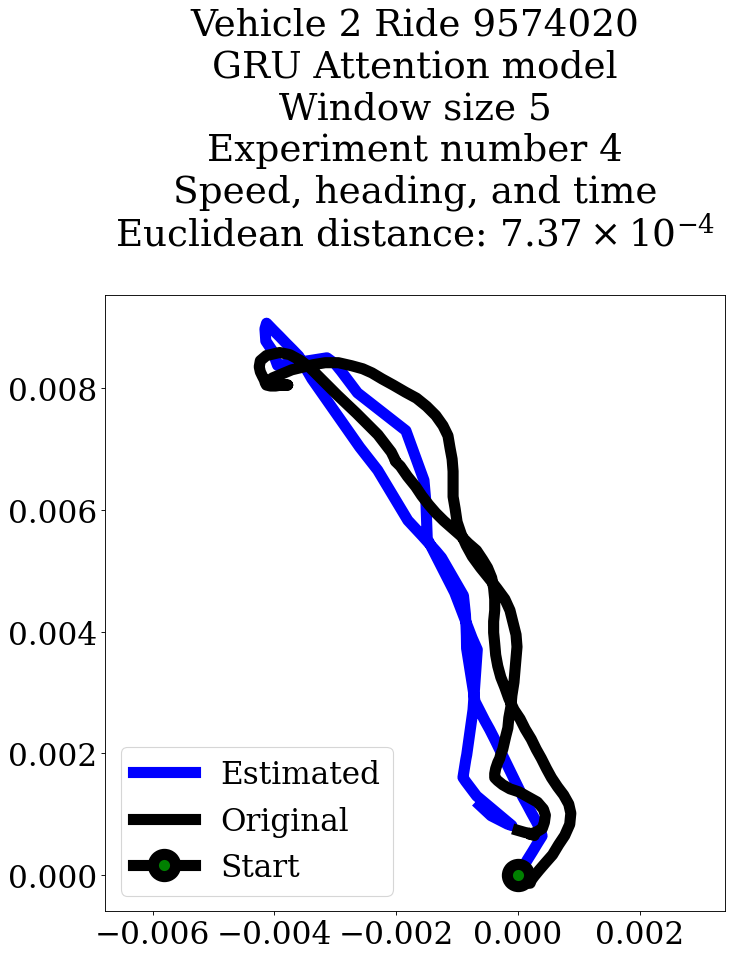 Vehicle 2 Ride 9574020
GRU Attention model
Window size 5
Experiment number 4
Speed, heading, and time
Euclidean distance: 7.37 × 10⁻⁴
0.008
0.006
0.004
0.002
0.000
Estimated
Original
Start
−0.006 −0.004 −0.002 0.000 0.002